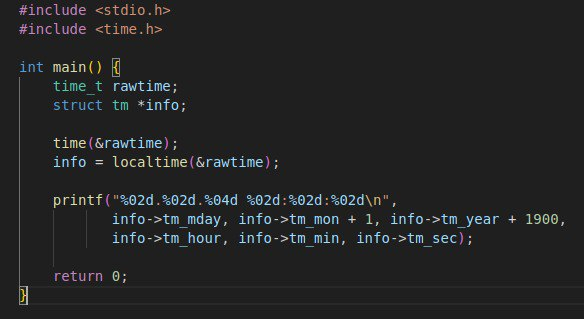 #include <stdio.h>
#include <time.h>
int main() {
time_t rawtime;
struct tm *info;
time(&rawtime);
info = localtime(&rawtime);
printf("%02d.%02d.%04d %02d:%02d:%02d\n",
info->tm_mday, info->tm_mon + 1, info->tm_year + 1900,
info->tm_hour, info->tm_min, info->tm_sec);
return 0;
}